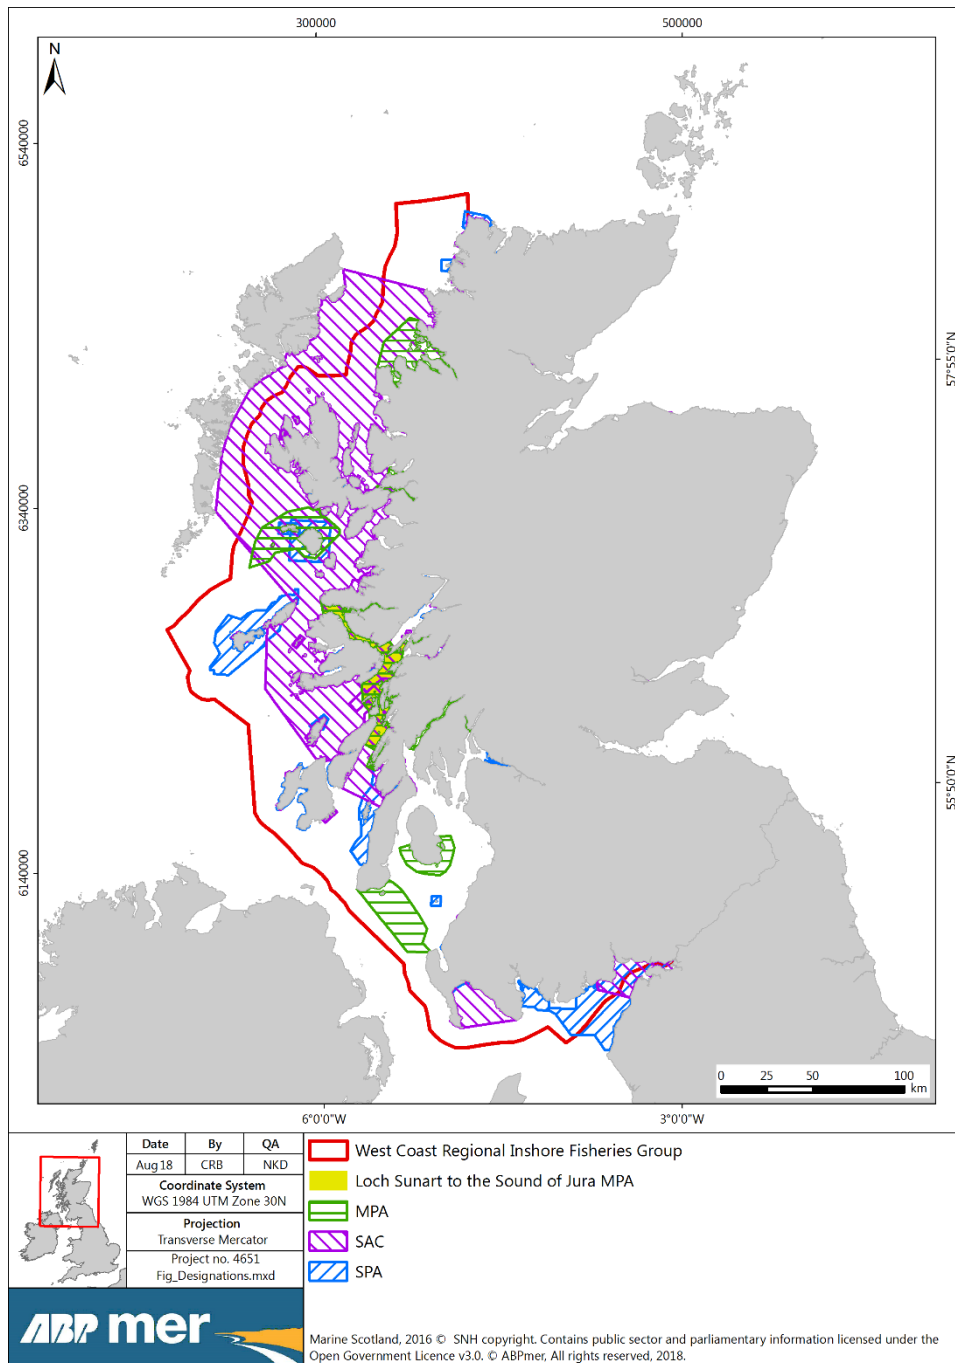 300000 500000
N
6540000
57°55'0"N
6340000
55°50'0"N
6140000
0 25 50 100
km
6°0'0"W 3°0'0"W
Date By QA
Aug 18 CRB NKD
Coordinate System
WGS 1984 UTM Zone 30N
Projection
Transverse Mercator
Project no. 4651
Fig_Designations.mxd
ABP mer
West Coast Regional Inshore Fisheries Group
Loch Sunart to the Sound of Jura MPA
MPA
SAC
SPA
Marine Scotland, 2016 © SNH copyright. Contains public sector and parliamentary information licensed under the
Open Government Licence v3.0. © ABPmer, All rights reserved, 2018.